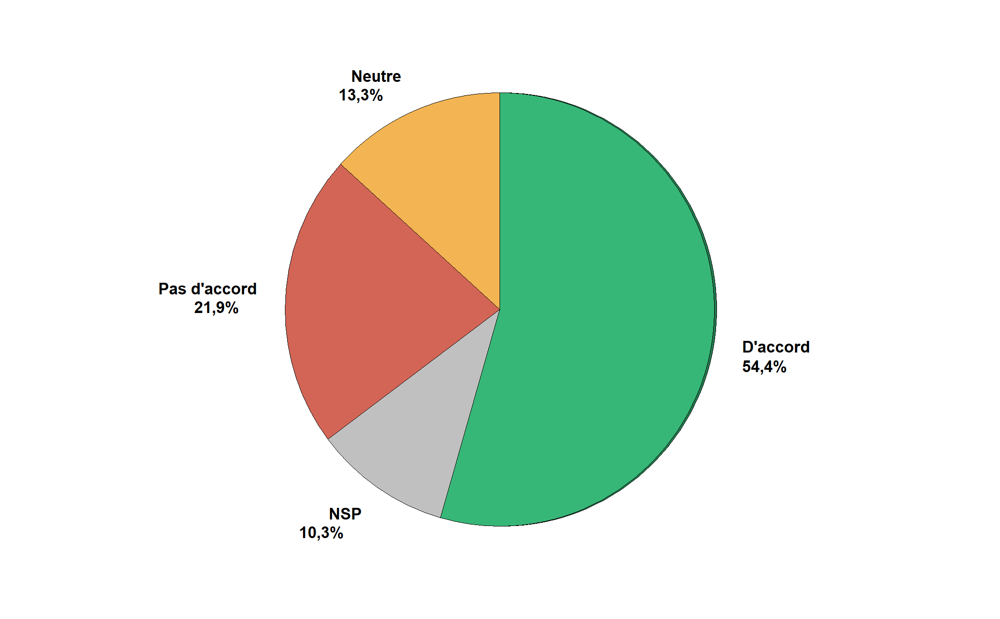 Neutre
13,3%
Pas d'accord
21,9%
D'accord
54,4%
NSP
10,3%